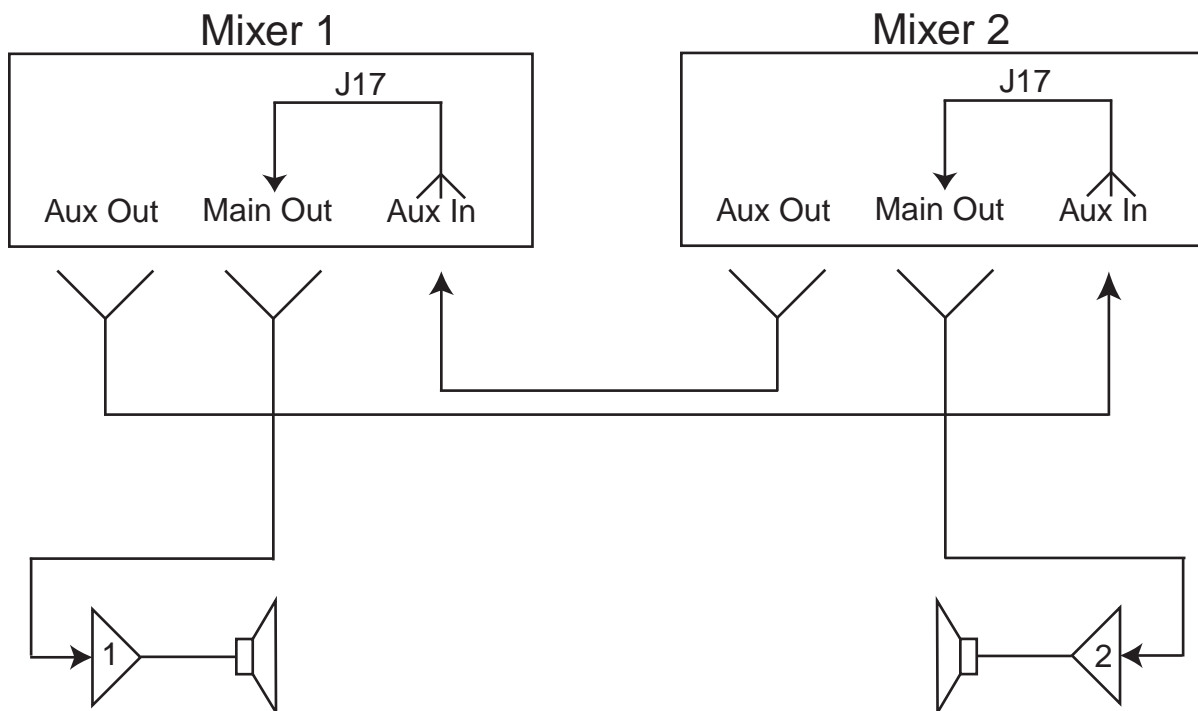 Mixer 1
Mixer 2
J17
J17
Aux Out Main Out Aux In
Aux Out Main Out Aux In
1
2